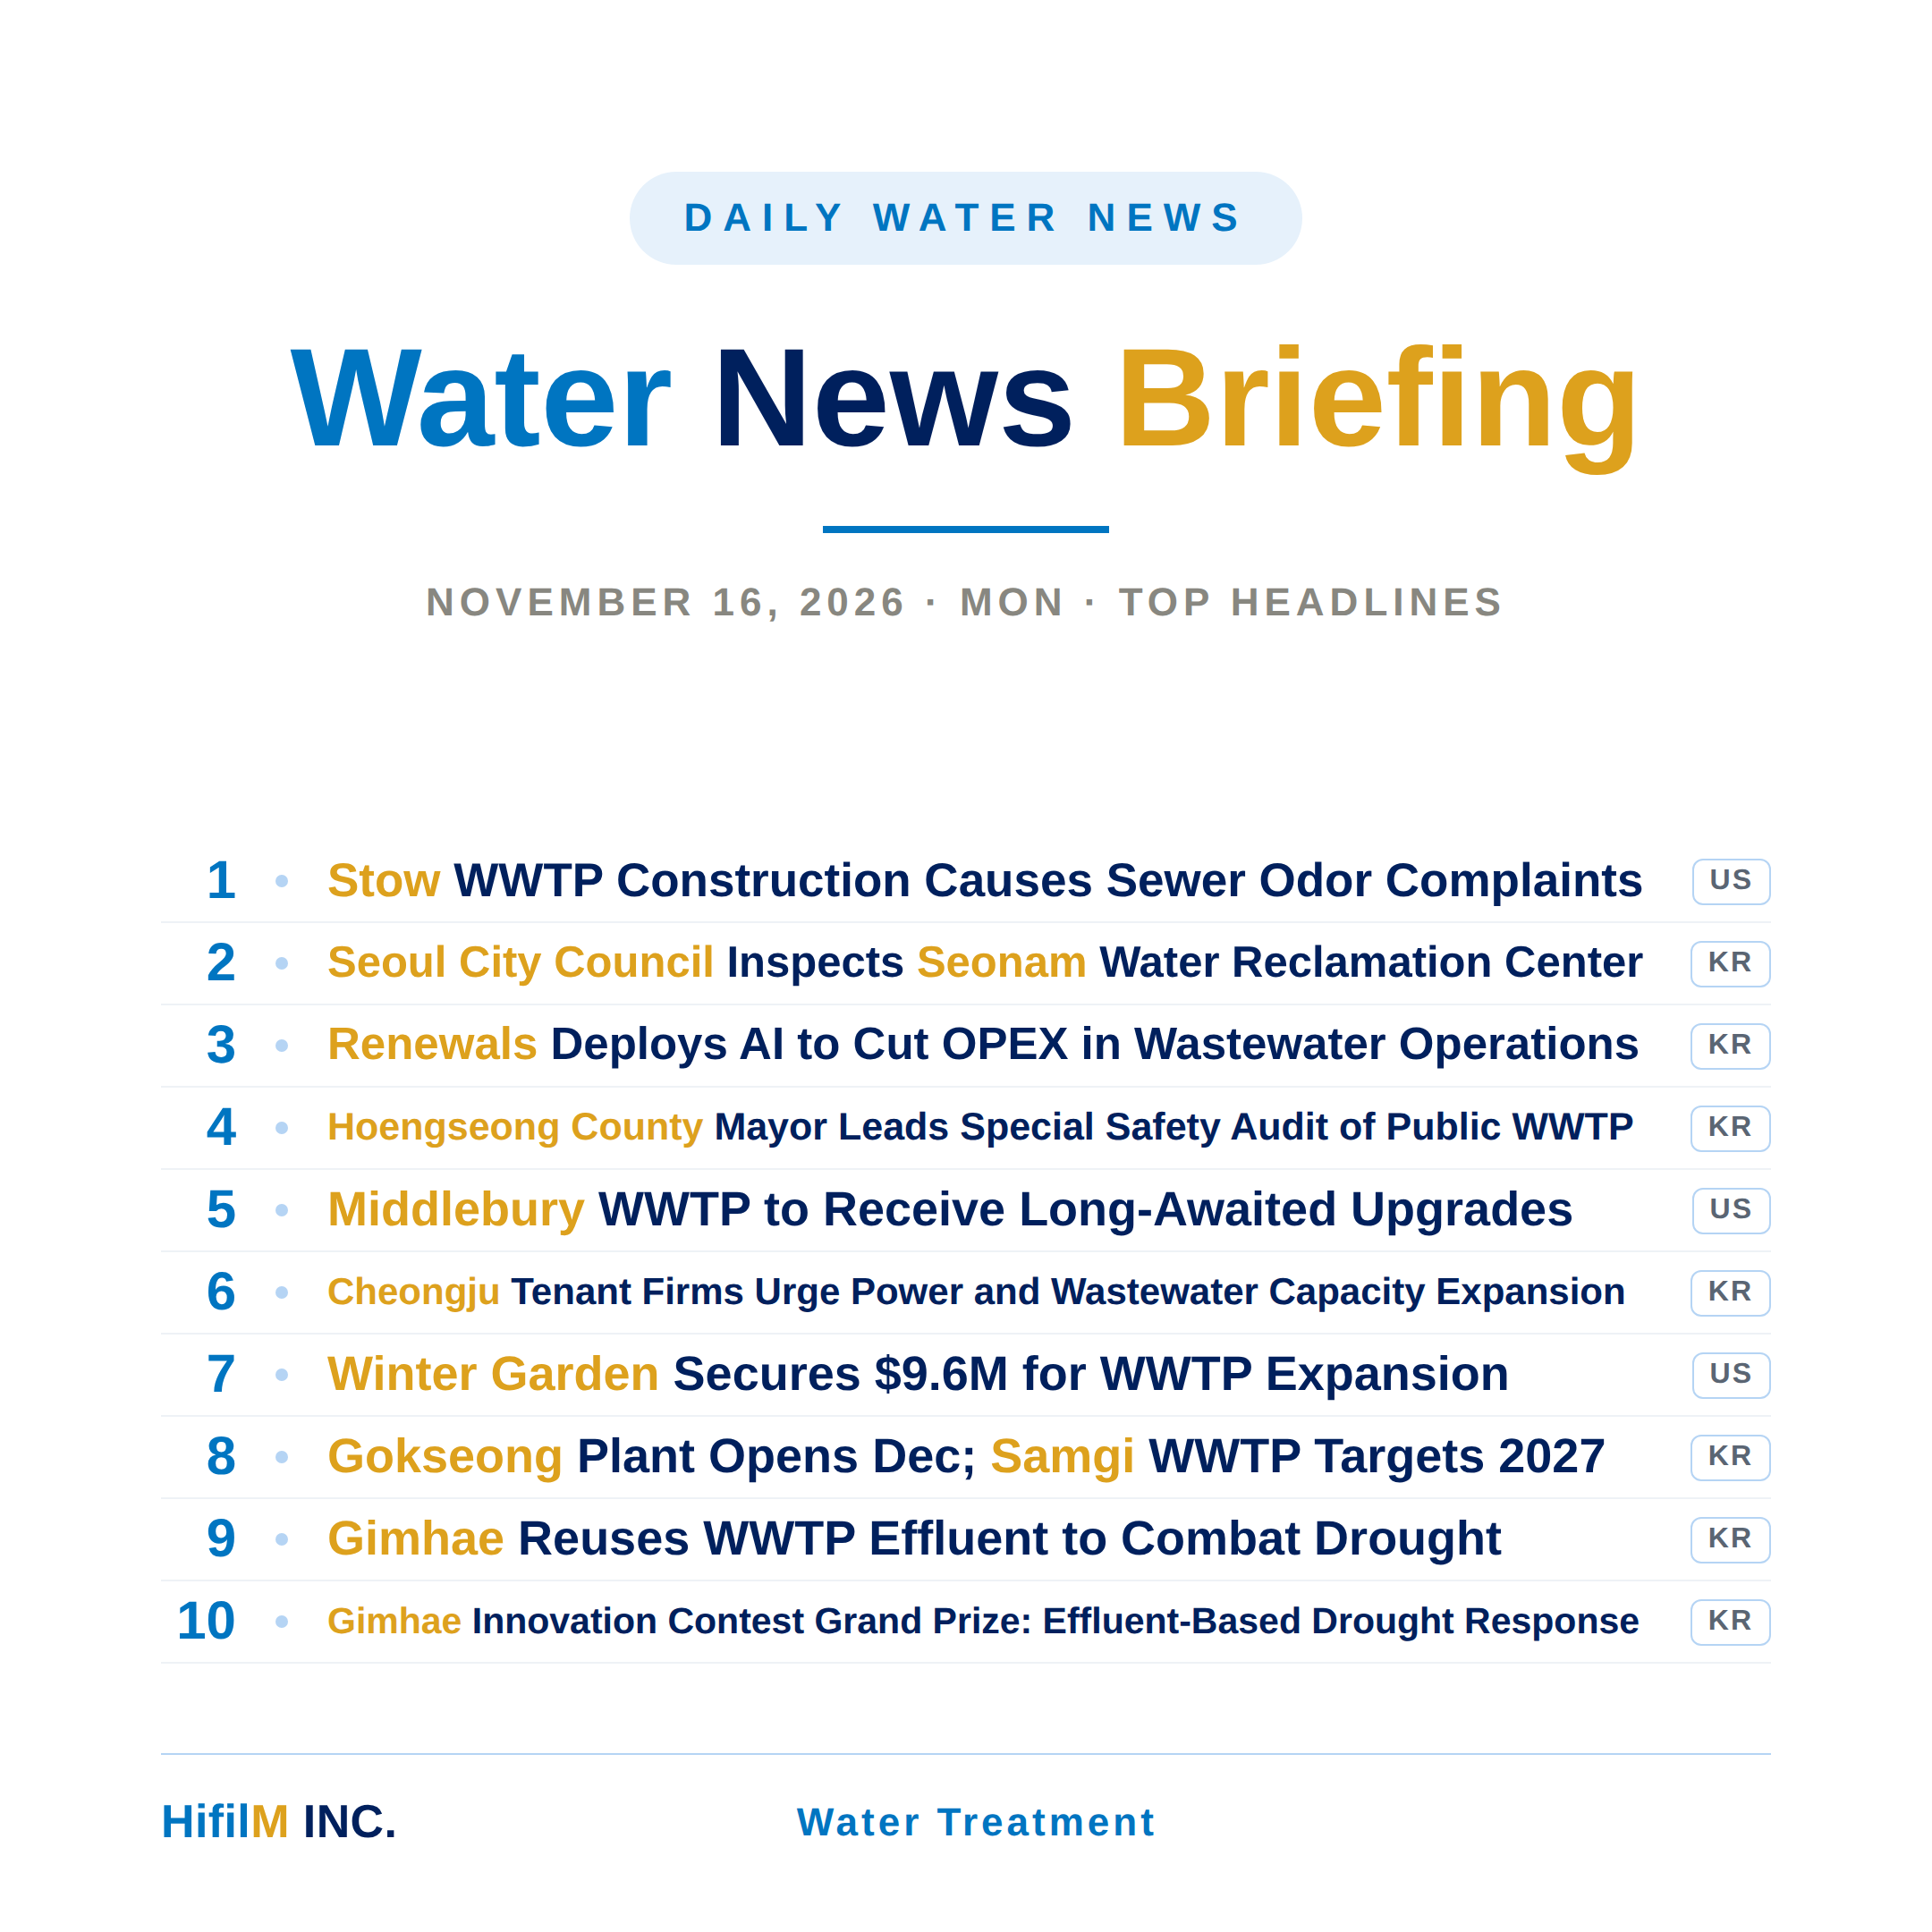 DAILY WATER NEWS
Water News Briefing
NOVEMBER 16, 2026 · MON · TOP HEADLINES
1 • Stow WWTP Construction Causes Sewer Odor Complaints US
2 • Seoul City Council Inspects Seonam Water Reclamation Center KR
3 • Renewals Deploys AI to Cut OPEX in Wastewater Operations KR
4 • Hoengseong County Mayor Leads Special Safety Audit of Public WWTP KR
5 • Middlebury WWTP to Receive Long-Awaited Upgrades US
6 • Cheongju Tenant Firms Urge Power and Wastewater Capacity Expansion KR
7 • Winter Garden Secures $9.6M for WWTP Expansion US
8 • Gokseong Plant Opens Dec; Samgi WWTP Targets 2027 KR
9 • Gimhae Reuses WWTP Effluent to Combat Drought KR
10 • Gimhae Innovation Contest Grand Prize: Effluent-Based Drought Response KR
HifilM INC. Water Treatment